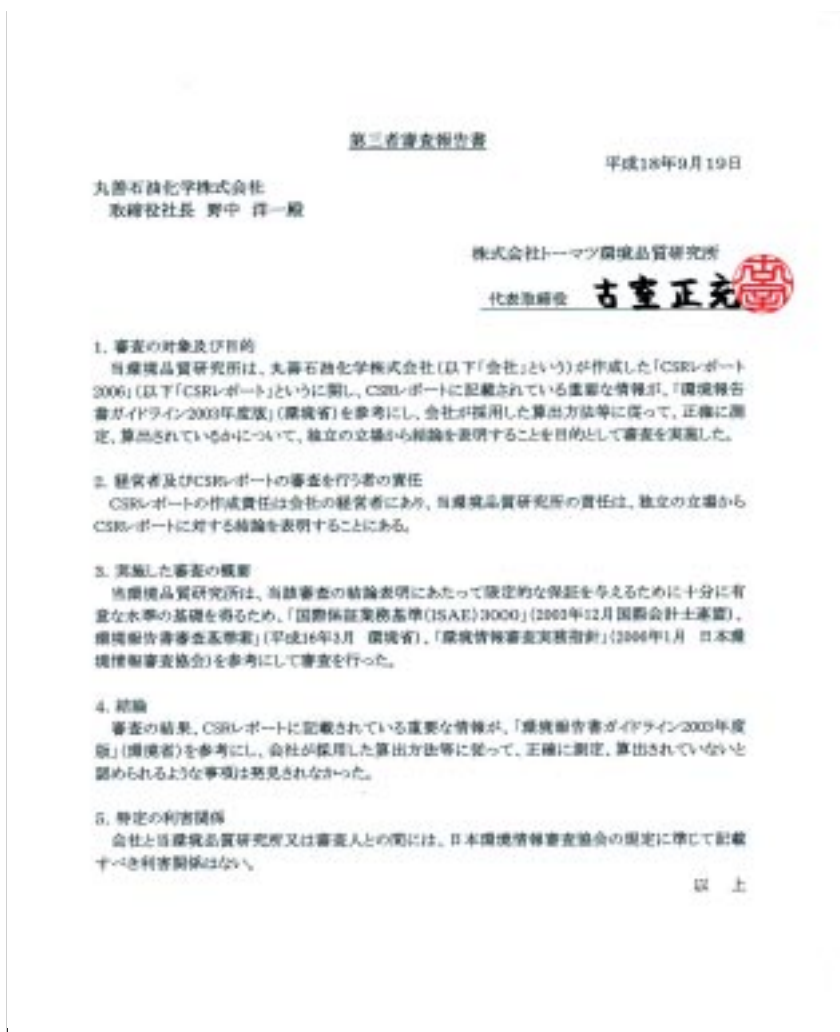 第三者審査報告書
平成18年9月19日
丸善石油化学株式会社
取締役社長 野中 洋一殿
株式会社トーマツ環境品質研究所
代表取締役 古室正充
1. 審査の対象及び目的
当環境品質研究所は、丸善石油化学株式会社(以下「会社」という)が作成した「CSRレポート
2006」(以下「CSRレポート」という)に関し、CSRレポートに記載されている重要な情報が、「環境報告
書ガイドライン2003年度版」(環境省)を参考にし、会社が採用した算出方法等に従って、正確に測
定、算出されているかについて、独立の立場から結論を表明することを目的として審査を実施した。
2. 経営者及びCSRレポートの審査を行う者の責任
CSRレポートの作成責任は会社の経営者にあり、当環境品質研究所の責任は、独立の立場から
CSRレポートに対する結論を表明することにある。
3. 実施した審査の概要
当環境品質研究所は、当該審査の結論表明にあたって限定的な保証を与えるために十分に有
意な水準の基礎を得るため、「国際保証業務基準(ISAE)3000」(2003年12月国際会計士連盟)、
環境報告書審査基準案」(平成16年3月 環境省)、「環境情報審査実務指針」(2006年1月 日本環
境情報審査協会)を参考にして審査を行った。
4. 結論
審査の結果、CSRレポートに記載されている重要な情報が、「環境報告書ガイドライン2003年度
版」(環境省)を参考にし、会社が採用した算出方法等に従って、正確に測定、算出されていないと
認められるような事項は発見されなかった。
5. 特定の利害関係
会社と当環境品質研究所又は審査人との間には、日本環境情報審査協会の規定に準じて記載
すべき利害関係はない。
以 上